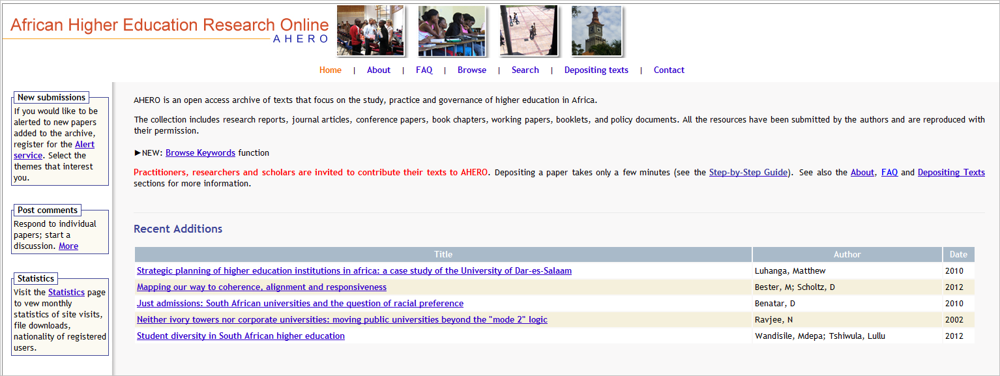 African Higher Education Research Online
AHERO
Home | About | FAQ | Browse | Search | Depositing texts | Contact
New submissions
If you would like to be
alerted to new papers
added to the archive,
register for the Alert
service. Select the
themes that interest
you.
Post comments
Respond to individual
papers; start a
discussion. More
Statistics
Visit the Statistics page
to vew monthly
statistics of site visits,
file downloads,
nationality of registered
users.
AHERO is an open access archive of texts that focus on the study, practice and governance of higher education in Africa.
The collection includes research reports, journal articles, conference papers, book chapters, working papers, booklets, and policy documents. All the resources have been submitted by the authors and are reproduced with
their permission.
►NEW: Browse Keywords function
Practitioners, researchers and scholars are invited to contribute their texts to AHERO. Depositing a paper takes only a few minutes (see the Step-by-Step Guide). See also the About, FAQ and Depositing Texts
sections for more information.
Recent Additions
Title Author Date
Strategic planning of higher education institutions in africa: a case study of the University of Dar-es-Salaam Luhanga, Matthew 2010
Mapping our way to coherence, alignment and responsiveness Bester, M; Scholtz, D 2012
Just admissions: South African universities and the question of racial preference Benatar, D 2010
Neither ivory towers nor corporate universities: moving public universities beyond the "mode 2" logic Ravjee, N 2002
Student diversity in South African higher education Wandisile, Mdepa; Tshiwula, Lullu 2012